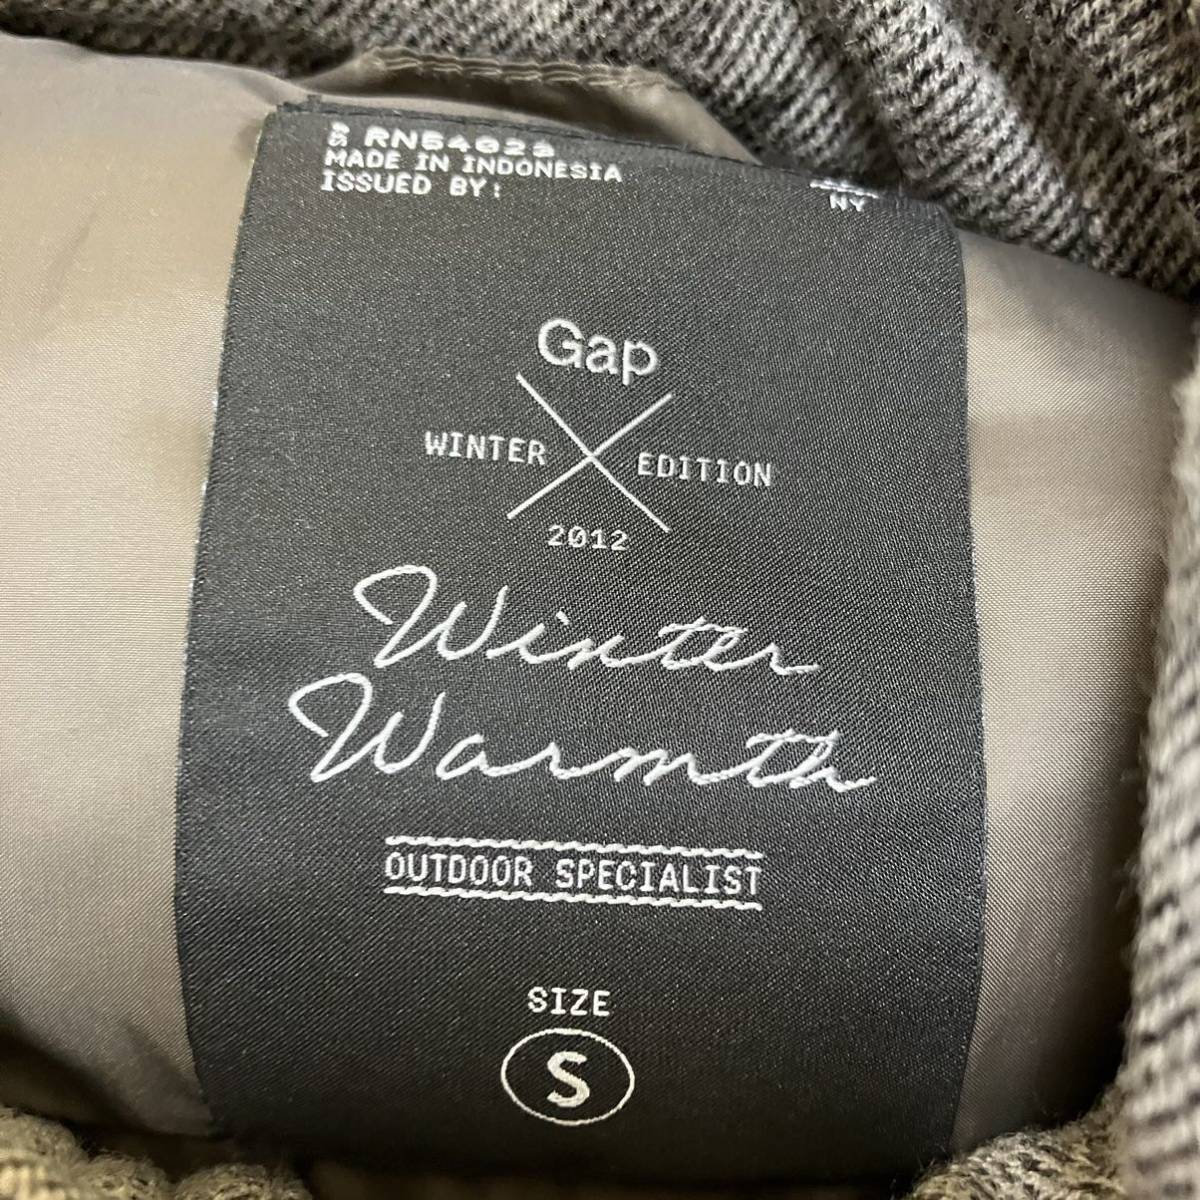 RN54023
MADE IN INDONESIA
ISSUED BY:
NY
Gap
WINTER EDITION
2012
Winter
Warmth
OUTDOOR SPECIALIST
SIZE
S